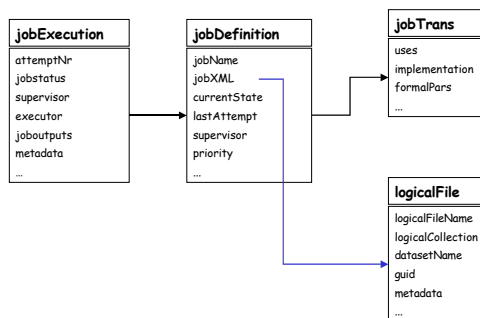 jobExecution
attemptNr
jobstatus
supervisor
executor
joboutputs
metadata
...
jobDefinition
jobName
jobXML
currentState
lastAttempt
supervisor
priority
...
jobTrans
uses
implementation
formalPars
...
logicalFile
logicalFileName
logicalCollection
datasetName
guid
metadata
...